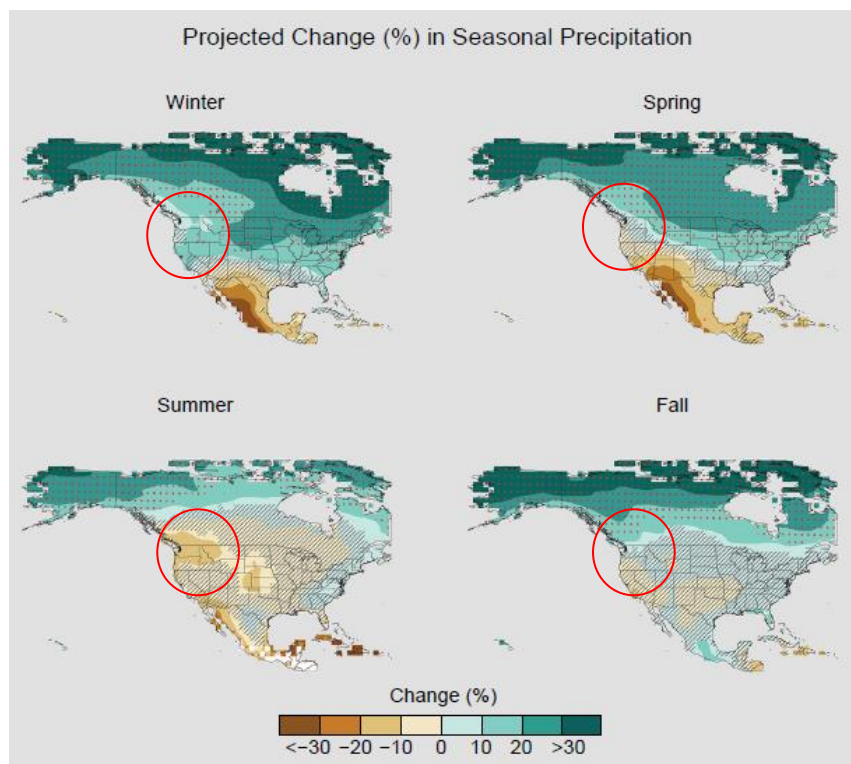 Projected Change (%) in Seasonal Precipitation
Winter
Spring
Summer
Fall
Change (%)
<−30 −20 −10 0 10 20 >30